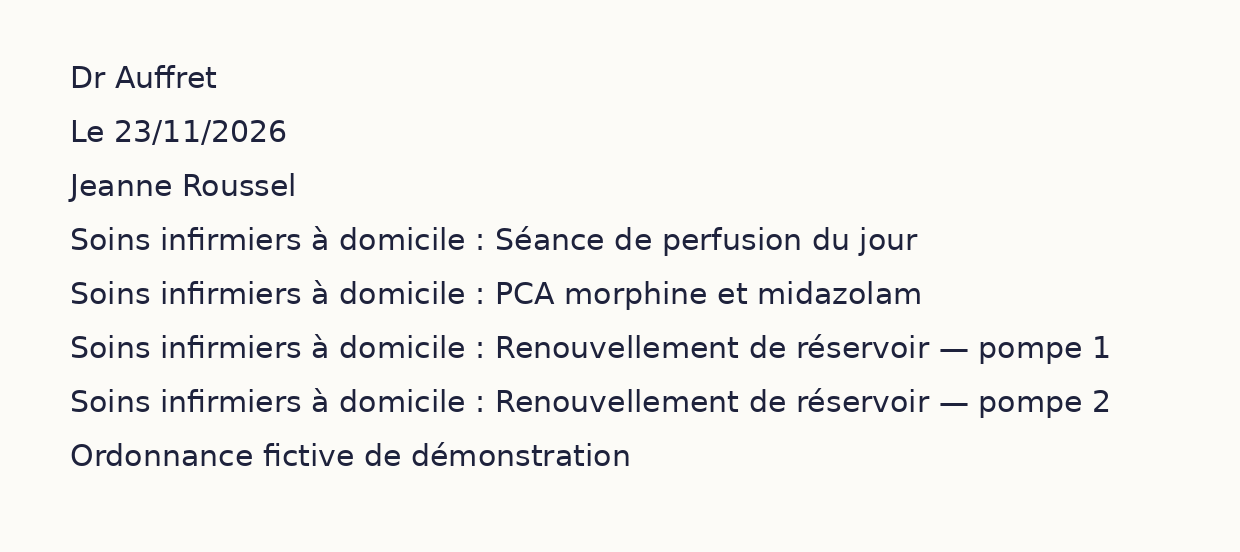 Dr Auffret
Le 23/11/2026
Jeanne Roussel
Soins infirmiers à domicile : Séance de perfusion du jour
Soins infirmiers à domicile : PCA morphine et midazolam
Soins infirmiers à domicile : Renouvellement de réservoir — pompe 1
Soins infirmiers à domicile : Renouvellement de réservoir — pompe 2
Ordonnance fictive de démonstration